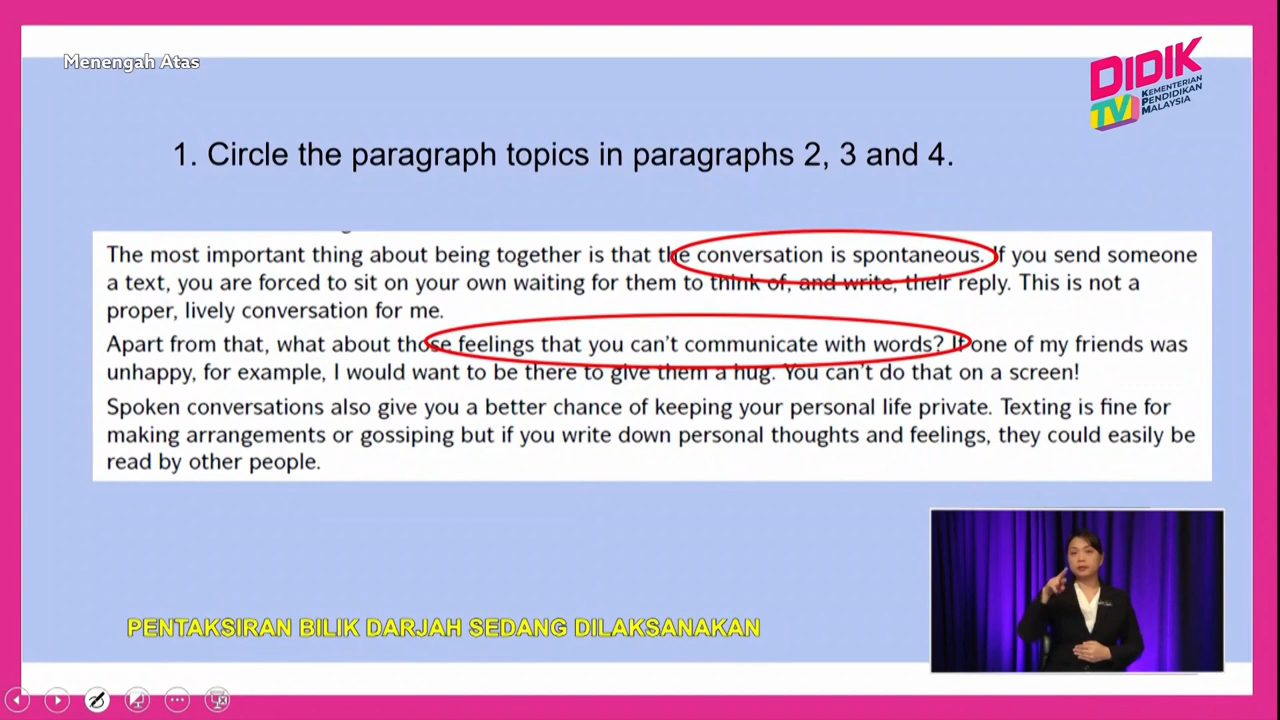 Menengah Atas
DIDIK
TV
KEMENTERIAN
PENDIDIKAN
MALAYSIA
1. Circle the paragraph topics in paragraphs 2, 3 and 4.
The most important thing about being together is that the conversation is spontaneous. If you send someone
a text, you are forced to sit on your own waiting for them to think of, and write, their reply. This is not a
proper, lively conversation for me.
Apart from that, what about those feelings that you can't communicate with words? If one of my friends was
unhappy, for example, I would want to be there to give them a hug. You can't do that on a screen!
Spoken conversations also give you a better chance of keeping your personal life private. Texting is fine for
making arrangements or gossiping but if you write down personal thoughts and feelings, they could easily be
read by other people.
PENTAKSIRAN BILIK DARJAH SEDANG DILAKSANAKAN